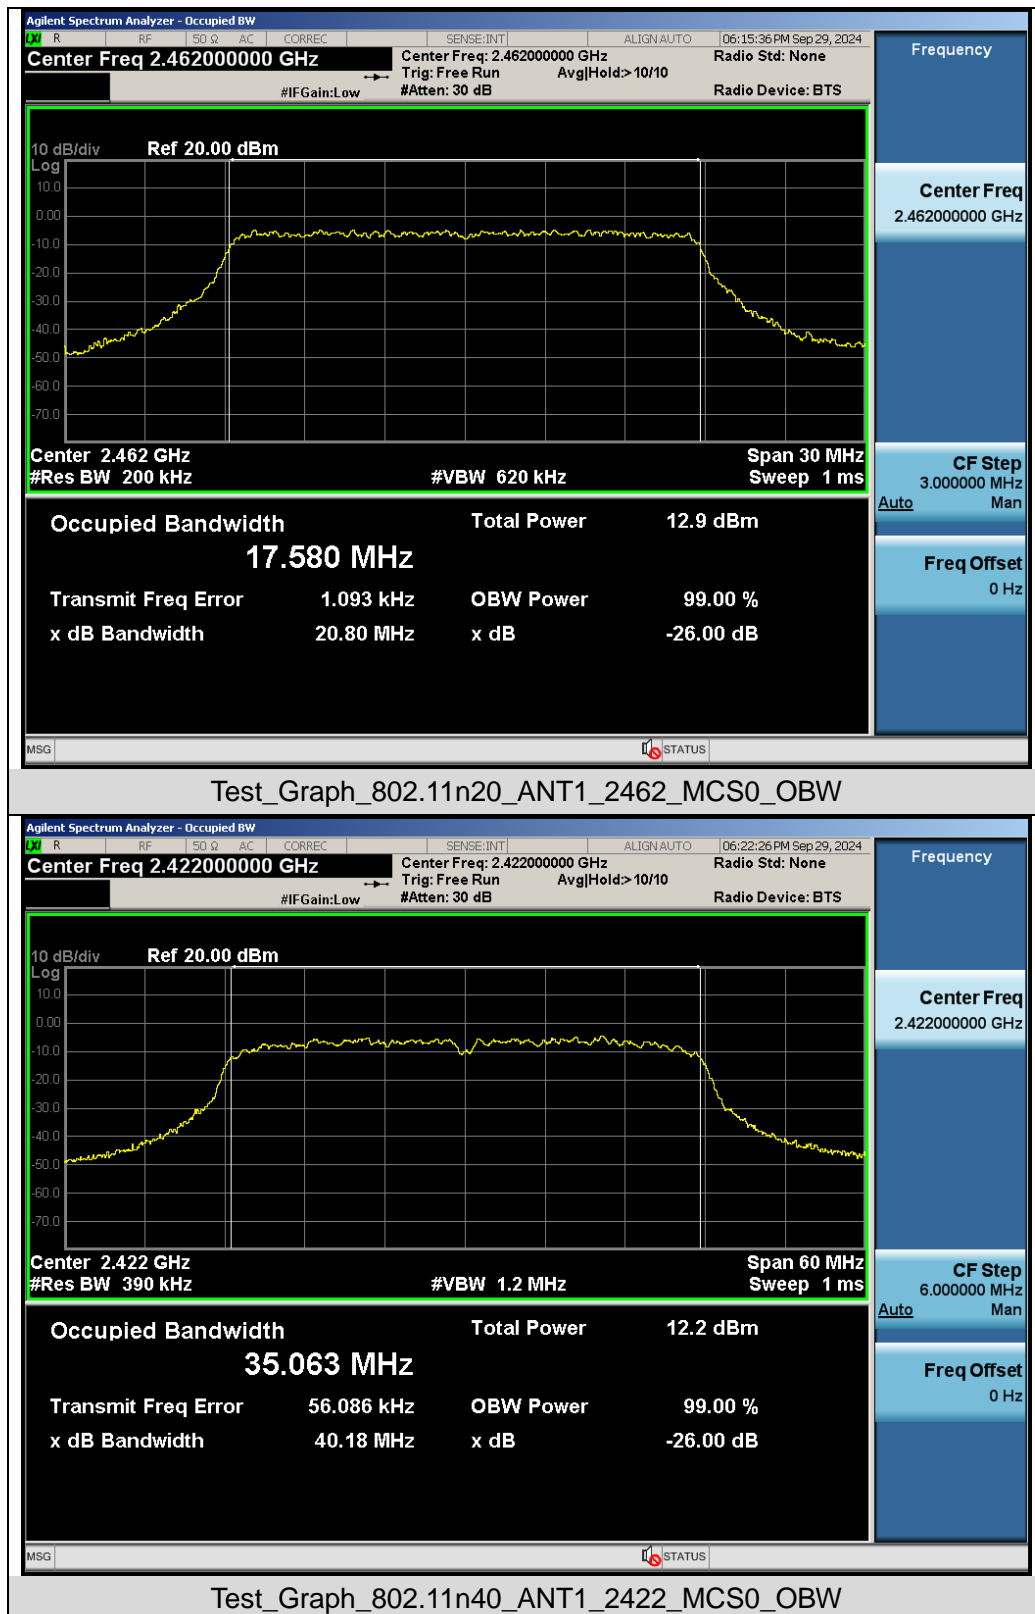 Agilent Spectrum Analyzer - Occupied BW
LXI R RF 50 Ω AC CORREC SENSE:INT ALIGN AUTO 06:15:36 PM Sep 29, 2024
Center Freq 2.462000000 GHz Center Freq: 2.462000000 GHz Radio Std: None
Trig: Free Run Avg|Hold:> 10/10
#IFGain:Low #Atten: 30 dB Radio Device: BTS
Frequency
10 dB/div Ref 20.00 dBm
Log
10.0
0.00
-10.0
-20.0
-30.0
-40.0
-50.0
-60.0
-70.0
Center 2.462 GHz Span 30 MHz
#Res BW 200 kHz #VBW 620 kHz Sweep 1 ms
Center Freq
2.462000000 GHz
CF Step
3.000000 MHz
Auto Man
Freq Offset
0 Hz
Occupied Bandwidth Total Power 12.9 dBm
17.580 MHz
Transmit Freq Error 1.093 kHz OBW Power 99.00 %
x dB Bandwidth 20.80 MHz x dB -26.00 dB
MSG STATUS
Test_Graph_802.11n20_ANT1_2462_MCS0_OBW
Agilent Spectrum Analyzer - Occupied BW
LXI R RF 50 Ω AC CORREC SENSE:INT ALIGN AUTO 06:22:26 PM Sep 29, 2024
Center Freq 2.422000000 GHz Center Freq: 2.422000000 GHz Radio Std: None
Trig: Free Run Avg|Hold:> 10/10
#IFGain:Low #Atten: 30 dB Radio Device: BTS
Frequency
10 dB/div Ref 20.00 dBm
Log
10.0
0.00
-10.0
-20.0
-30.0
-40.0
-50.0
-60.0
-70.0
Center 2.422 GHz Span 60 MHz
#Res BW 390 kHz #VBW 1.2 MHz Sweep 1 ms
Center Freq
2.422000000 GHz
CF Step
6.000000 MHz
Auto Man
Freq Offset
0 Hz
Occupied Bandwidth Total Power 12.2 dBm
35.063 MHz
Transmit Freq Error 56.086 kHz OBW Power 99.00 %
x dB Bandwidth 40.18 MHz x dB -26.00 dB
MSG STATUS
Test_Graph_802.11n40_ANT1_2422_MCS0_OBW